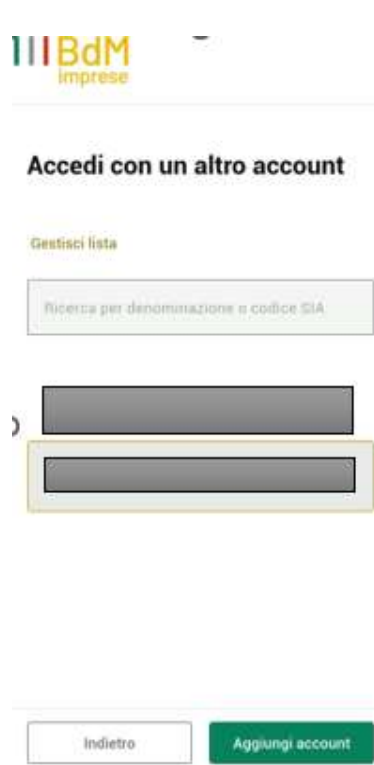 BdM
imprese
Accedi con un altro account
Gestisci lista
Ricerca per denominazione o codice SIA
Indietro
Aggiungi account